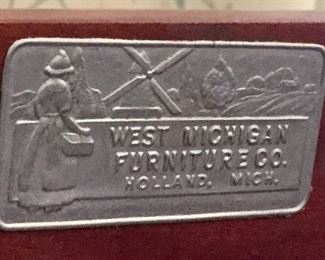 WEST MICHIGAN
FURNITURE CO.
HOLLAND, MICH.